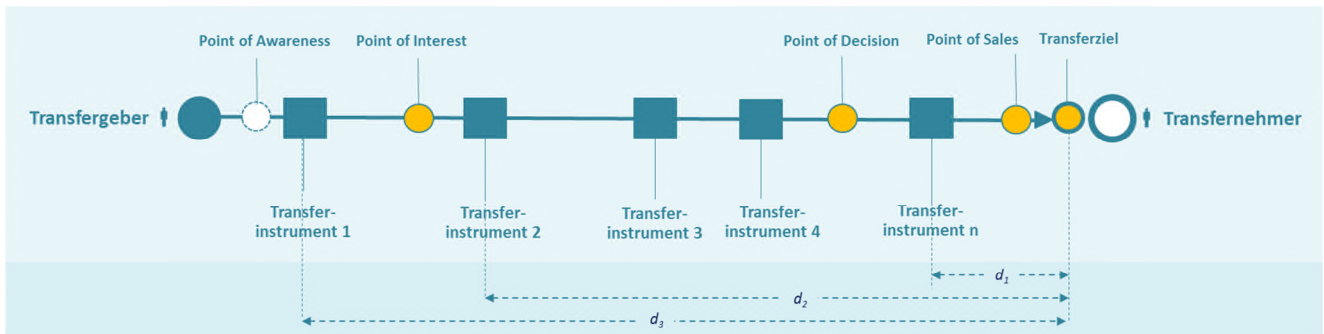 Point of Awareness
Point of Interest
Point of Decision
Point of Sales
Transferziel
Transfergeber
Transfernehmer
Transfer-
instrument 1
Transfer-
instrument 2
Transfer-
instrument 3
Transfer-
instrument 4
Transfer-
instrument n
d1
d2
d3